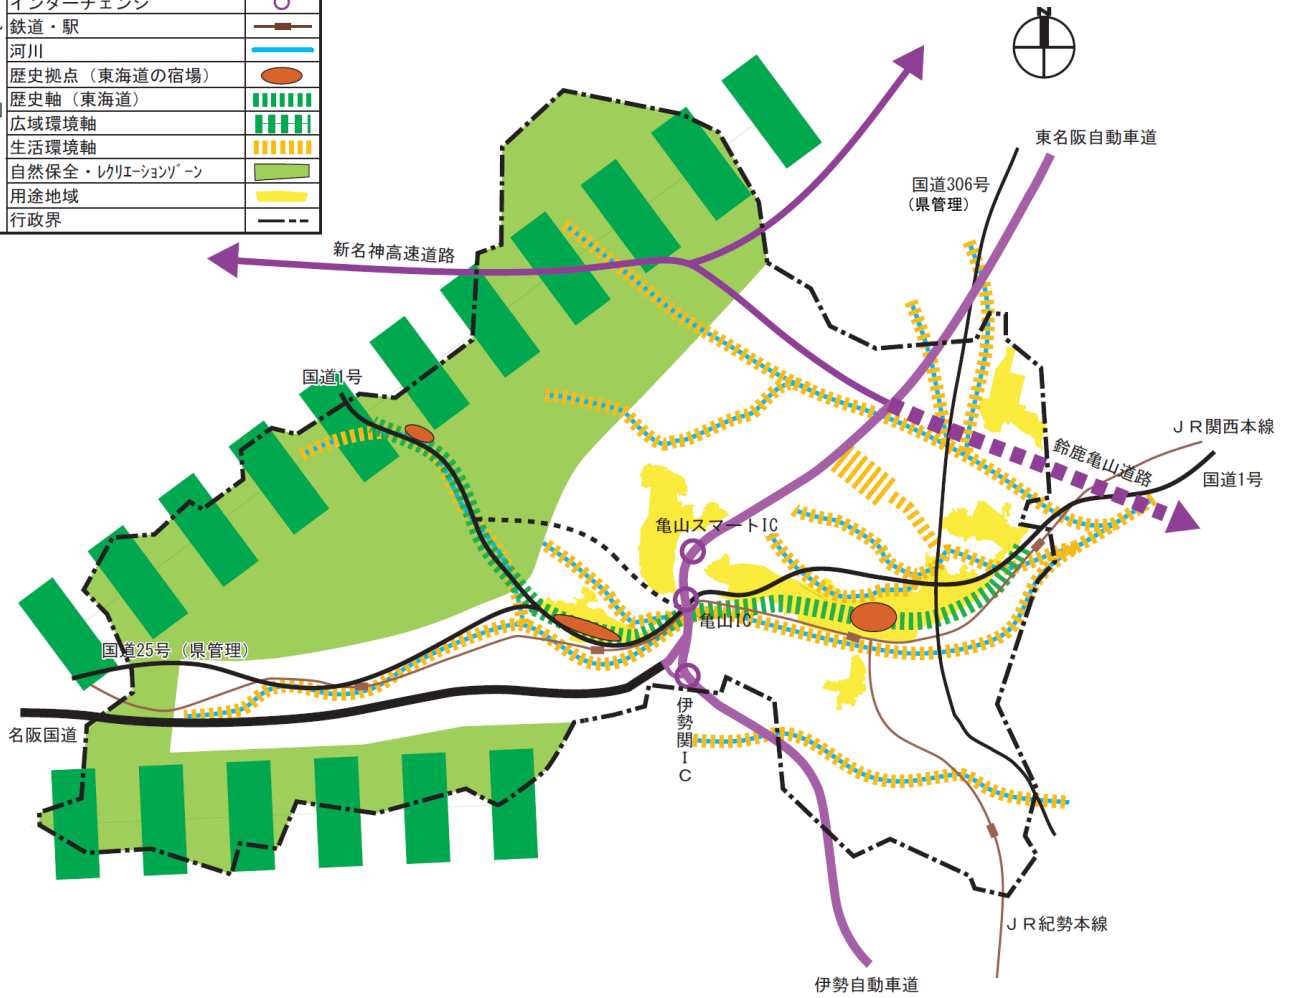 インターチェンジ
鉄道・駅
河川
歴史拠点（東海道の宿場）
歴史軸（東海道）
広域環境軸
生活環境軸
自然保全・ﾚｸﾘｴｰｼｮﾝｿﾞｰﾝ
用途地域
行政界
N
東名阪自動車道
国道306号
（県管理）
新名神高速道路
国道1号
ＪＲ関西本線
鈴鹿亀山道路
国道1号
亀山スマートIC
亀山IC
国道25号（県管理）
伊勢関ＩＣ
名阪国道
ＪＲ紀勢本線
伊勢自動車道